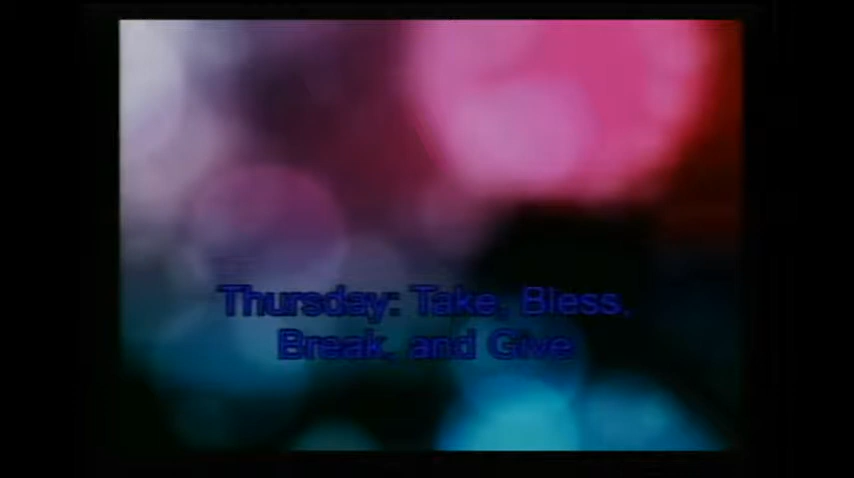 Thursday: Take, Bless,
Break, and Give